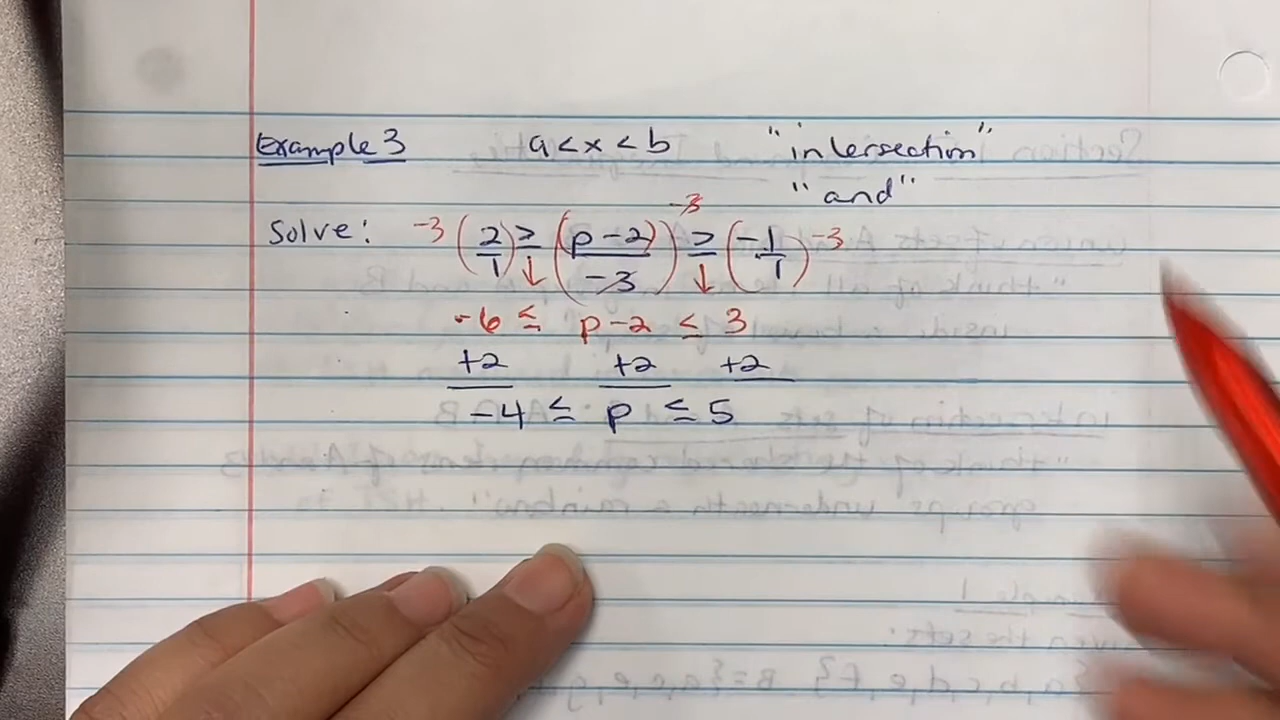 Example 3 a < x < b "intersection"
"and"
Solve: -3 ( 2/1 ≥ ( (p-2)/-3 ) -3 ≥ ( -1/1 ) -3
↓ ↓
-6 ≤ p-2 ≤ 3
+2 +2 +2
-4 ≤ p ≤ 5